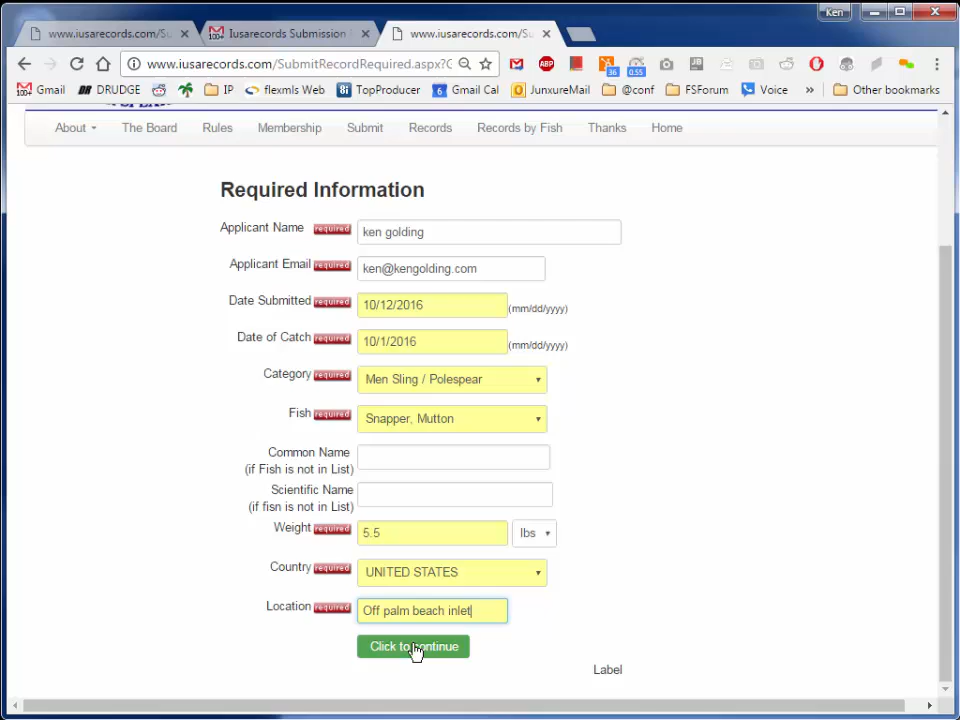 Ken
www.iusarecords.com/Su
Iusarecords Submission
www.iusarecords.com/Su
www.iusarecords.com/SubmitRecordRequired.aspx?C
ABP
36
0.55
Gmail
DRUDGE
IP
flexmls Web
8i TopProducer
6 Gmail Cal
JunxureMail
@conf
FSForum
Voice
»
Other bookmarks
About
The Board
Rules
Membership
Submit
Records
Records by Fish
Thanks
Home
Required Information
Applicant Name required ken golding
Applicant Email required ken@kengolding.com
Date Submitted required 10/12/2016 (mm/dd/yyyy)
Date of Catch required 10/1/2016 (mm/dd/yyyy)
Category required Men Sling / Polespear
Fish required Snapper, Mutton
Common Name
(if Fish is not in List)
Scientific Name
(if fisn is not in List)
Weight required 5.5 lbs
Country required UNITED STATES
Location required Off palm beach inlet
Click to continue
Label